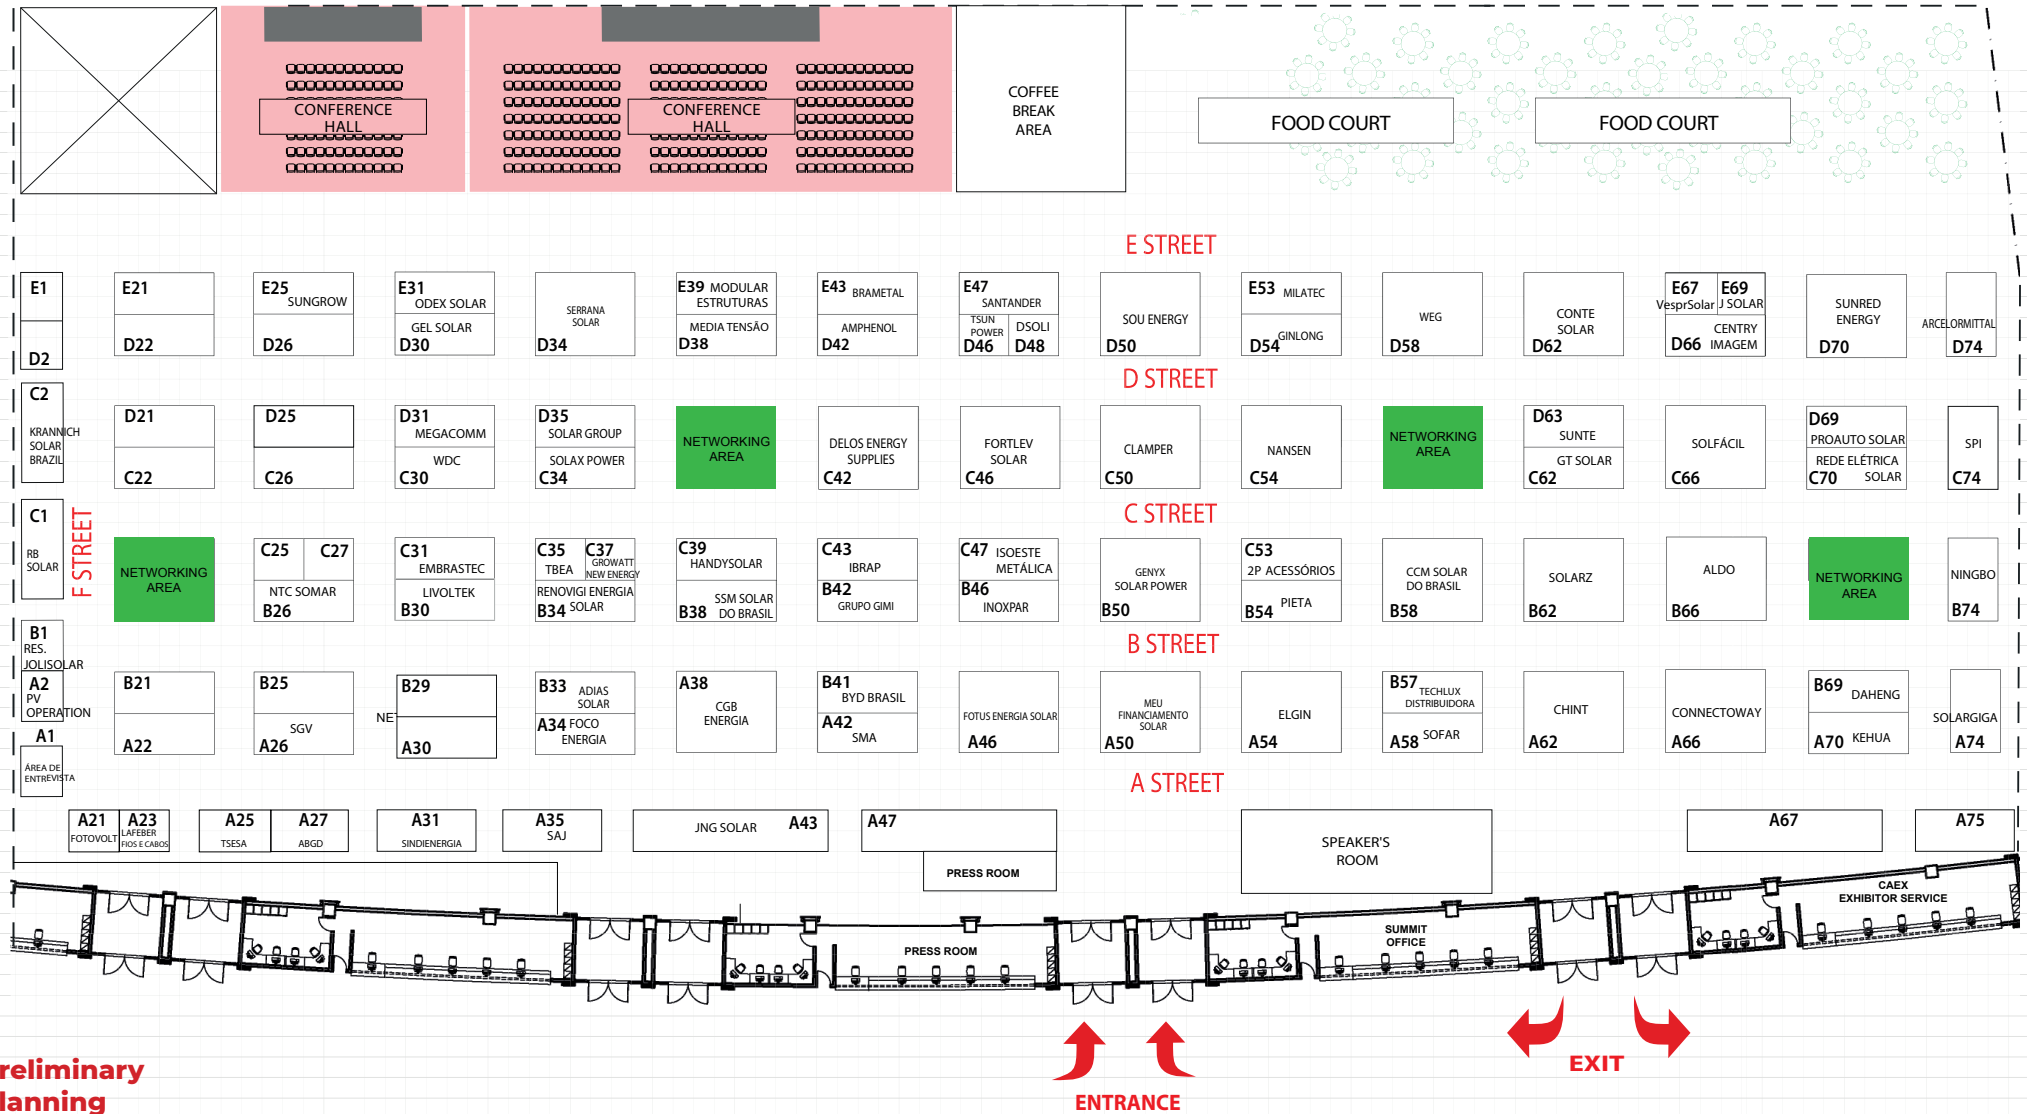 CONFERENCE
HALL
CONFERENCE
HALL
COFFEE
BREAK
AREA
FOOD COURT
FOOD COURT
E STREET
E1
D2
E21
D22
E25
SUNGROW
D26
E31
ODEX SOLAR
GEL SOLAR
D30
SERRANA
SOLAR
D34
E39 MODULAR
ESTRUTURAS
MEDIA TENSÃO
D38
E43 BRAMETAL
AMPHENOL
D42
E47
SANTANDER
TSUN
POWER
D46
DSOLI
D48
SOU ENERGY
D50
E53 MILATEC
GINLONG
D54
WEG
D58
CONTE
SOLAR
D62
E67
VesprSolar
E69
J SOLAR
CENTRY
D66 IMAGEM
SUNRED
ENERGY
D70
ARCELORMITTAL
D74
D STREET
C2
KRANNICH
SOLAR
BRAZIL
D21
C22
D25
C26
D31
MEGACOMM
WDC
C30
D35
SOLAR GROUP
SOLAX POWER
C34
NETWORKING
AREA
DELOS ENERGY
SUPPLIES
C42
FORTLEV
SOLAR
C46
CLAMPER
C50
NANSEN
C54
NETWORKING
AREA
D63
SUNTE
GT SOLAR
C62
SOLFÁCIL
C66
D69
PROAUTO SOLAR
REDE ELÉTRICA
C70 SOLAR
SPI
C74
C STREET
C1
RB
SOLAR
F STREET
NETWORKING
AREA
C25
C27
NTC SOMAR
B26
C31
EMBRASTEC
LIVOLTEK
B30
C35
TBEA
C37
GROWATT
NEW ENERGY
RENOVIGI ENERGIA
B34 SOLAR
C39
HANDYSOLAR
SSM SOLAR
B38 DO BRASIL
C43
IBRAP
B42
GRUPO GIMI
C47 ISOESTE
METÁLICA
B46
INOXPAR
GENYX
SOLAR POWER
B50
C53
2P ACESSÓRIOS
PIETA
B54
CCM SOLAR
DO BRASIL
B58
SOLARZ
B62
ALDO
B66
NETWORKING
AREA
NINGBO
B74
B STREET
B1
RES.
JOLISOLAR
A2
PV
OPERATION
A1
ÁREA DE
ENTREVISTA
B21
A22
B25
SGV
A26
B29
NE
A30
B33 ADIAS
SOLAR
A34 FOCO
ENERGIA
A38
CGB
ENERGIA
B41
BYD BRASIL
A42
SMA
FOTUS ENERGIA SOLAR
A46
MEU
FINANCIAMENTO
SOLAR
A50
ELGIN
A54
B57
TECHLUX
DISTRIBUIDORA
A58 SOFAR
CHINT
A62
CONNECTOWAY
A66
B69 DAHENG
A70 KEHUA
SOLARGIGA
A74
A STREET
A21
FOTOVOLT
A23
LAFEBER
FIOS E CABOS
A25
TSESA
A27
ABGD
A31
SINDIENERGIA
A35
SAJ
JNG SOLAR A43
A47
PRESS ROOM
SPEAKER'S
ROOM
A67
A75
PRESS ROOM
SUMMIT
OFFICE
CAEX
EXHIBITOR SERVICE
ENTRANCE
EXIT
reliminary
lanning